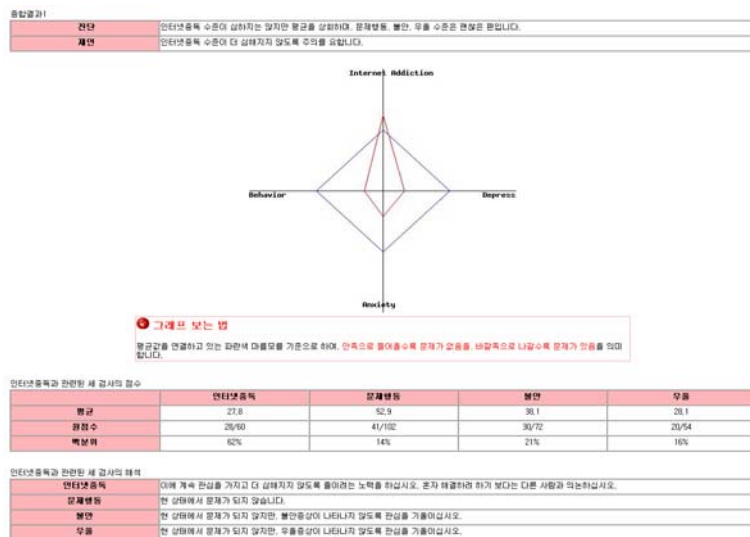 종합결과!
진단 인터넷중독 수준이 심하지는 않지만 평균을 상회하며, 문제행동, 불안, 우울 수준은 괜찮은 편입니다.
제언 인터넷중독 수준이 더 심해지지 않도록 주의를 요합니다.
Internet Addiction
Behavior Depress
Anxiety
그래프 보는 법
평균값을 연결하고 있는 파란색 마름모를 기준으로 하여, 안쪽으로 들어올수록 문제가 없음을, 바깥쪽으로 나갈수록 문제가 있음을 의미
합니다.
인터넷중독과 관련된 세 검사의 점수
인터넷중독 문제행동 불안 우울
평균 27,8 52,9 38,1 28,1
원점수 28/60 41/102 30/72 20/54
백분위 62% 14% 21% 16%
인터넷중독과 관련된 세 검사의 해석
인터넷중독 이에 계속 관심을 가지고 더 심해지지 않도록 줄이려는 노력을 하십시오. 혼자 해결하려 하기 보다는 다른 사람과 의논하십시오.
문제행동 현 상태에서 문제가 되지 않습니다.
불안 현 상태에서 문제가 되지 않지만, 불안증상이 나타나지 않도록 관심을 기울이십시오.
우울 현 상태에서 문제가 되지 않지만, 우울증상이 나타나지 않도록 관심을 기울이십시오.